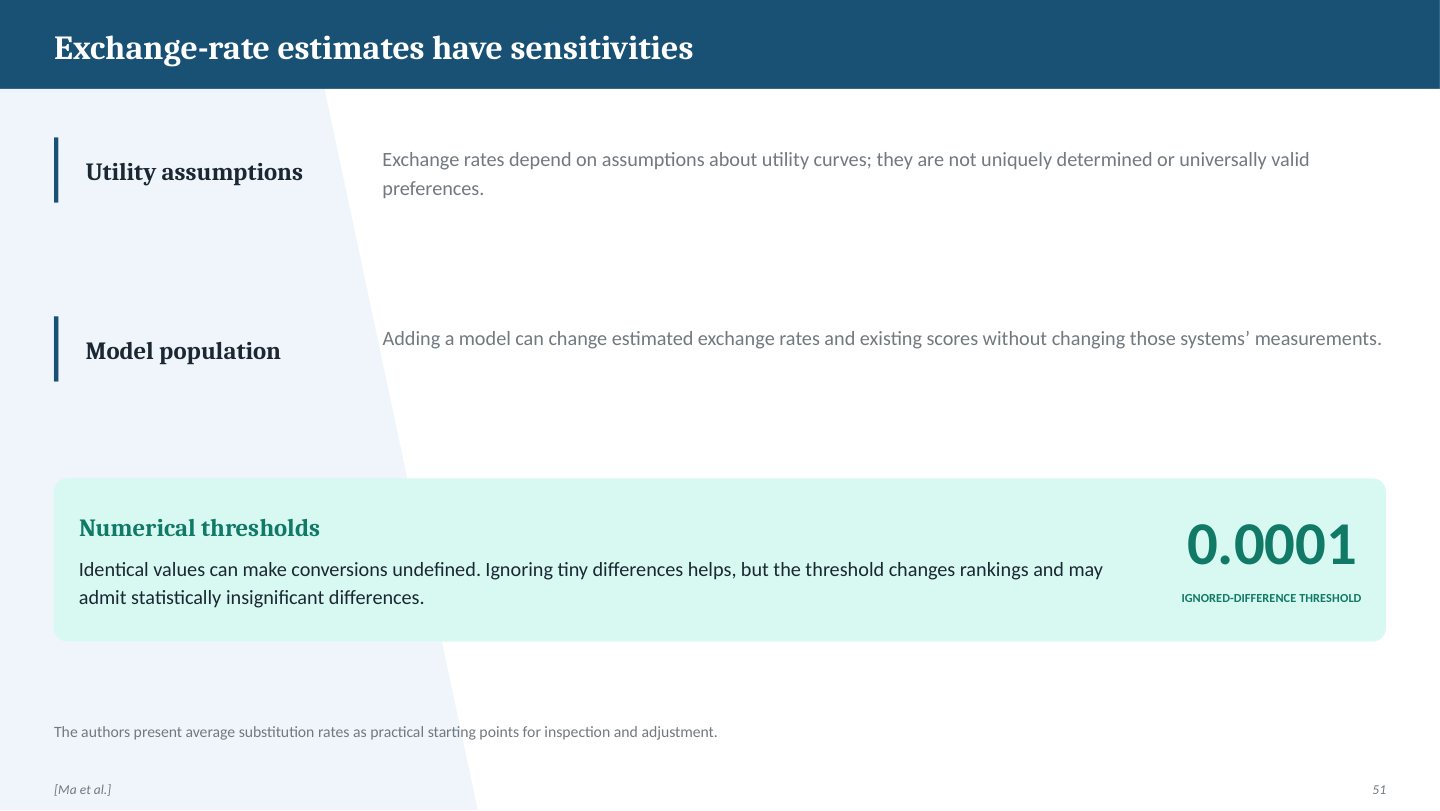 Exchange-rate estimates have sensitivities
Utility assumptions
Exchange rates depend on assumptions about utility curves; they are not uniquely determined or universally valid
preferences.
Model population
Adding a model can change estimated exchange rates and existing scores without changing those systems’ measurements.
Numerical thresholds
Identical values can make conversions undefined. Ignoring tiny differences helps, but the threshold changes rankings and may
admit statistically insignificant differences.
0.0001
IGNORED-DIFFERENCE THRESHOLD
The authors present average substitution rates as practical starting points for inspection and adjustment.
[Ma et al.]
51